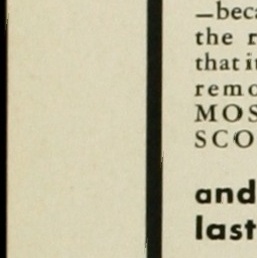 —beca
the r
that it
remo
MOS
SCO
and
last